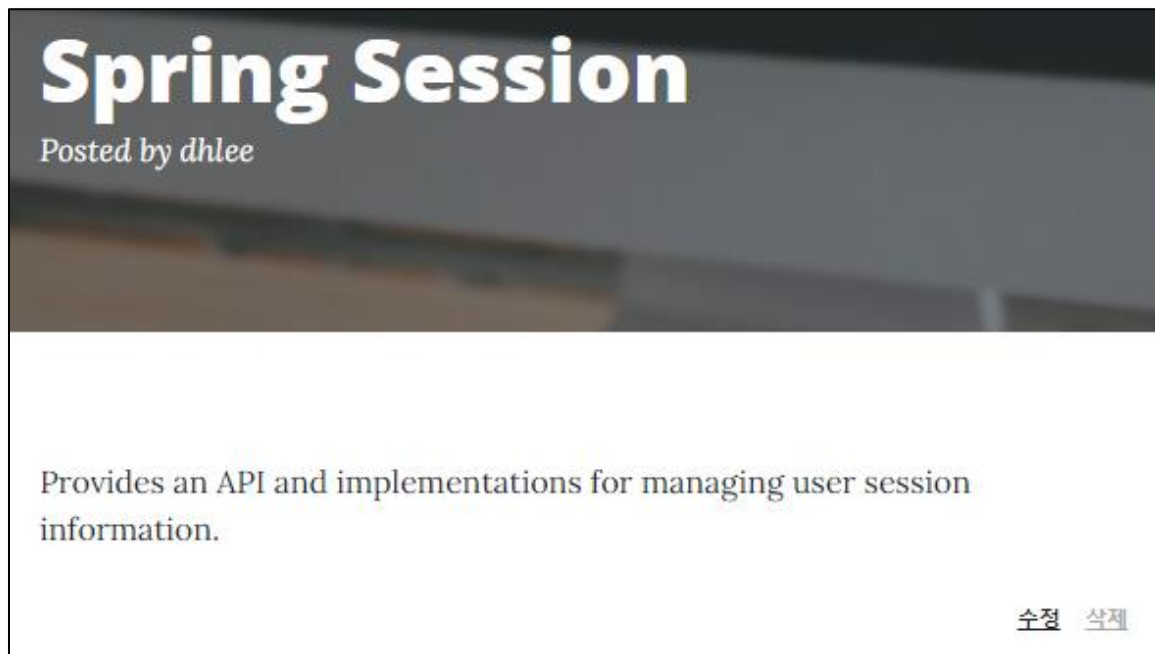 Spring Session
Posted by dhlee
Provides an API and implementations for managing user session
information.
수정 삭제